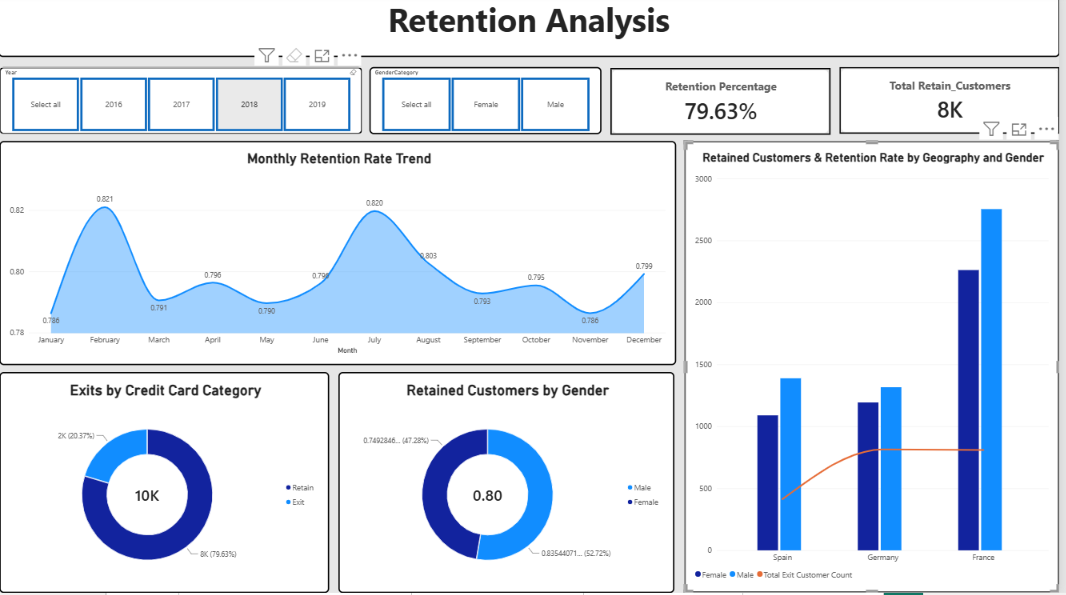 Retention Analysis
Year
Select all
2016
2017
2018
2019
GenderCategory
Select all
Female
Male
Retention Percentage
79.63%
Total Retain_Customers
8K
Monthly Retention Rate Trend
0.82
0.80
0.78
0.786
0.821
0.791
0.796
0.790
0.796
0.820
0.803
0.793
0.795
0.786
0.799
January
February
March
April
May
June
July
August
September
October
November
December
Month
Exits by Credit Card Category
2K (20.37%)
10K
8K (79.63%)
Retain
Exit
Retained Customers by Gender
0.7492846... (47.28%)
0.80
0.83544071... (52.72%)
Male
Female
Retained Customers & Retention Rate by Geography and Gender
3000
2500
2000
1500
1000
500
0
Spain
Germany
France
Female
Male
Total Exit Customer Count